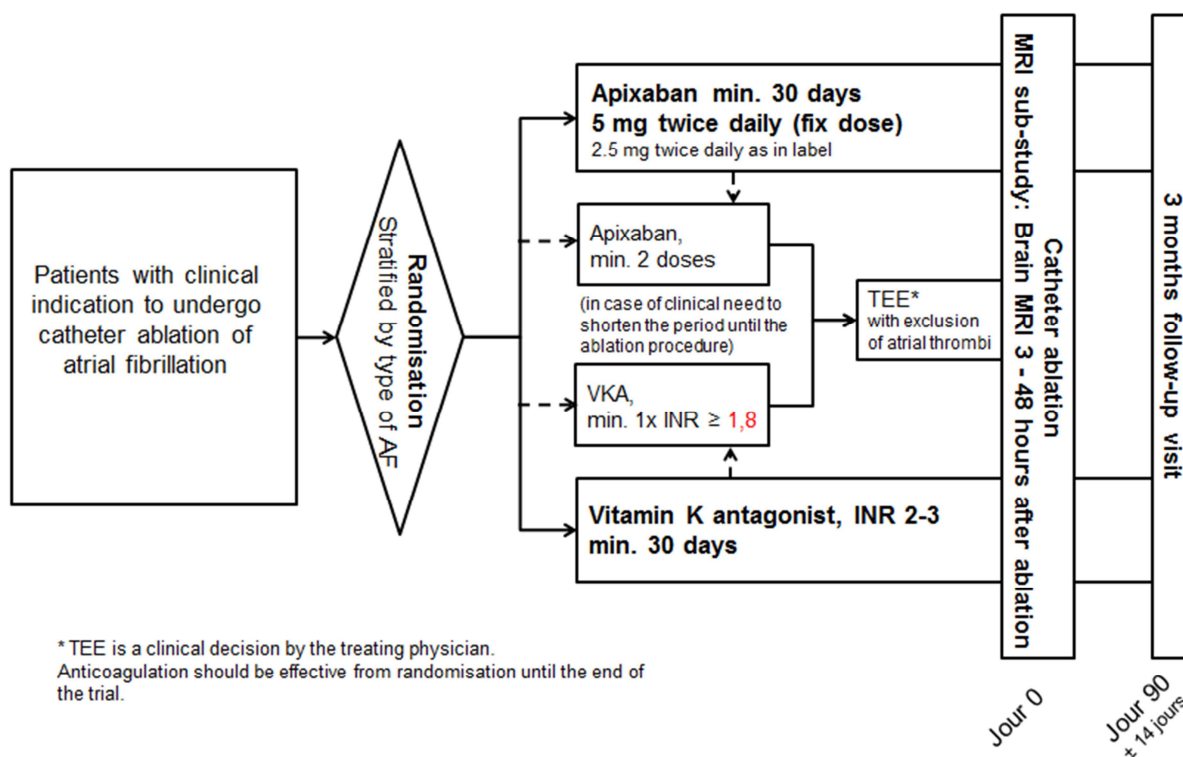 Patients with clinical
indication to undergo
catheter ablation of
atrial fibrillation
Randomisation
Stratified by type of AF
Apixaban min. 30 days
5 mg twice daily (fix dose)
2.5 mg twice daily as in label
Apixaban,
min. 2 doses
(in case of clinical need to
shorten the period until the
ablation procedure)
VKA,
min. 1x INR ≥ 1,8
Vitamin K antagonist, INR 2-3
min. 30 days
TEE*
with exclusion
of atrial thrombi
Catheter ablation
MRI sub-study: Brain MRI 3 - 48 hours after ablation
3 months follow-up visit
Jour 0
Jour 90
± 14 jours
* TEE is a clinical decision by the treating physician.
Anticoagulation should be effective from randomisation until the end of
the trial.